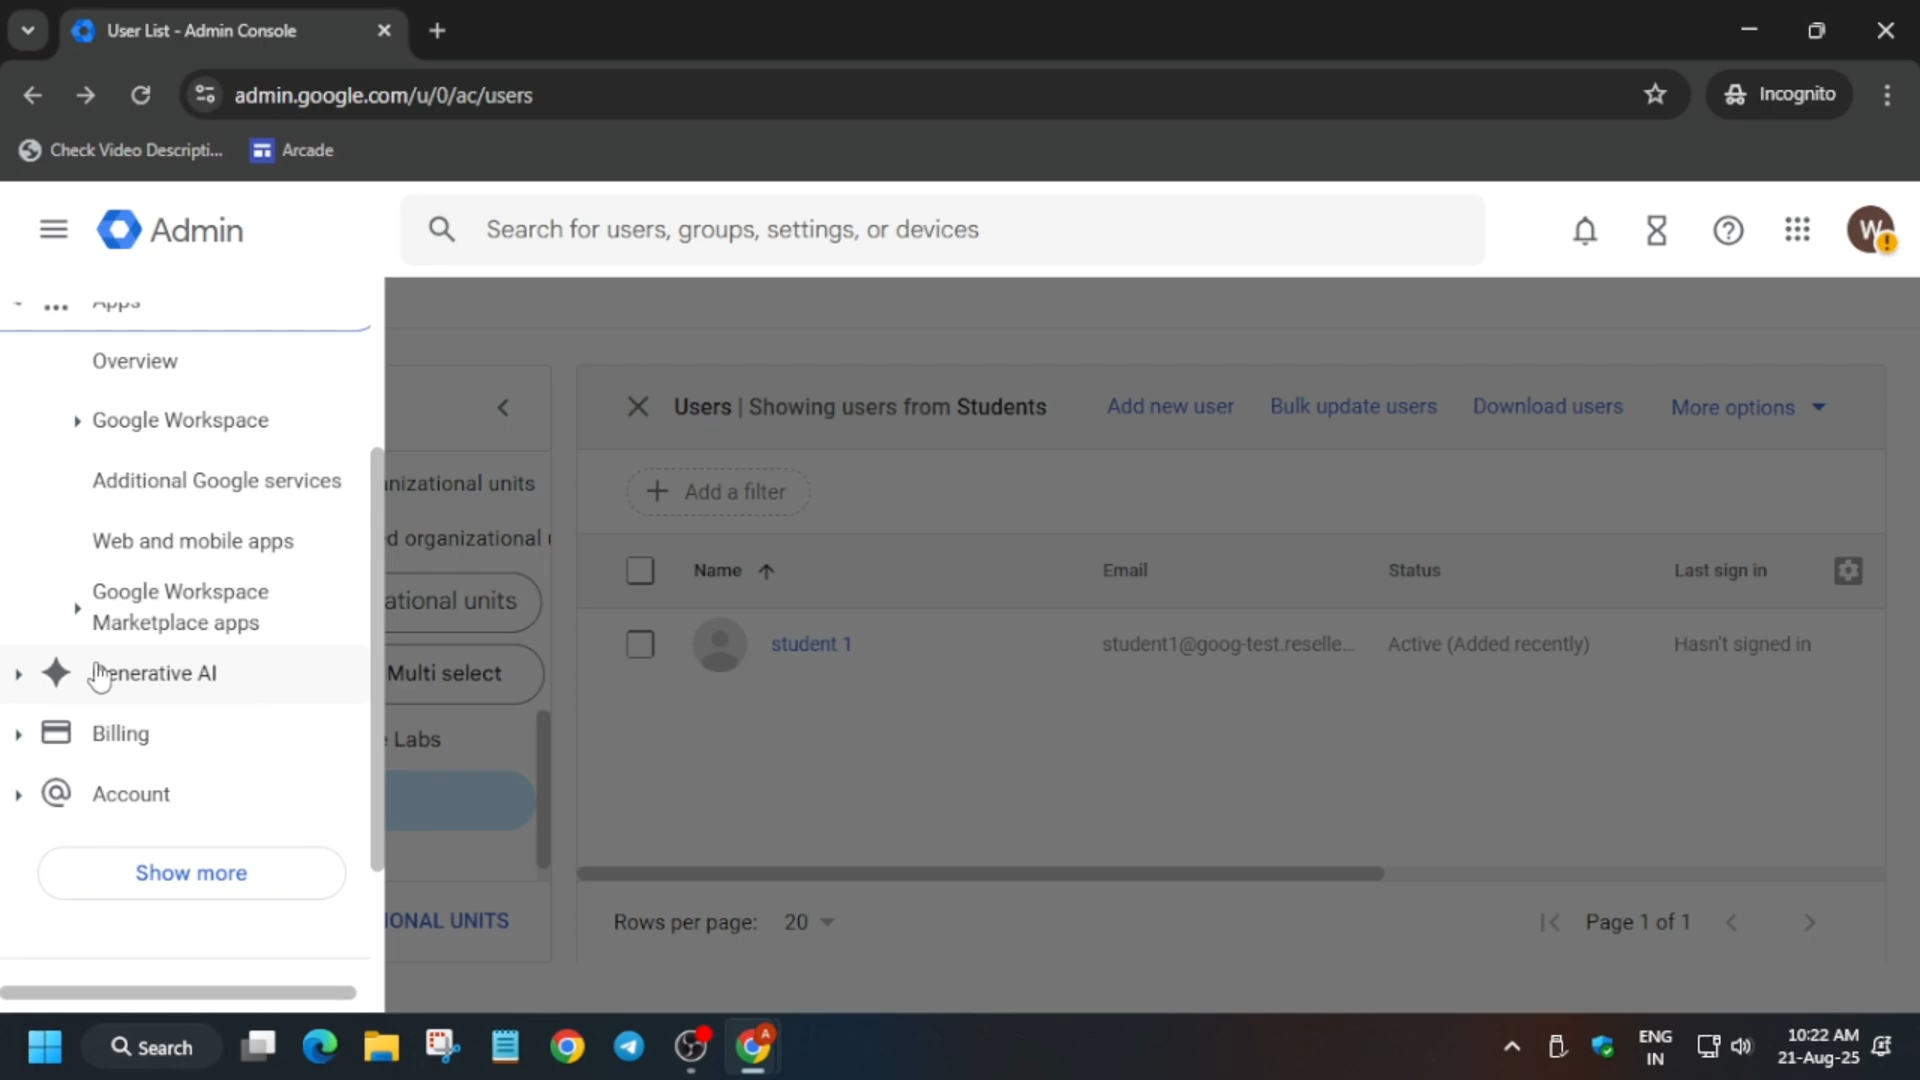 User List - Admin Console
admin.google.com/u/0/ac/users
Incognito
Check Video Descripti...
Arcade
Admin
Search for users, groups, settings, or devices
W
Apps
Overview
Google Workspace
Additional Google services
Web and mobile apps
Google Workspace
Marketplace apps
Generative AI
Billing
Account
Show more
nizational units
d organizational
ational units
Multi select
Labs
IONAL UNITS
Users | Showing users from Students
Add new user
Bulk update users
Download users
More options
Add a filter
Name
Email
Status
Last sign in
student 1
student1@goog-test.reselle...
Active (Added recently)
Hasn't signed in
Rows per page: 20
Page 1 of 1
Search
A
ENG
IN
10:22 AM
21-Aug-25